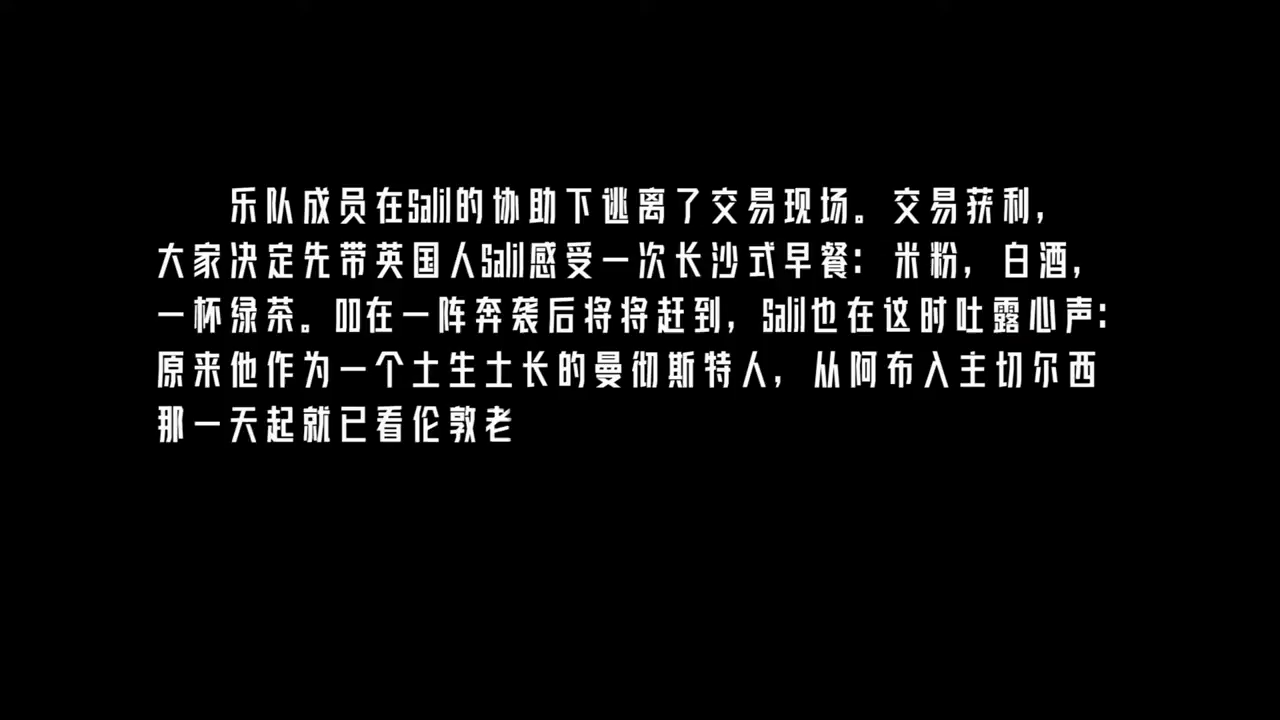 乐队成员在Salil的协助下逃离了交易现场。交易获利，
大家决定先带英国人Salil感受一次长沙式早餐：米粉，白酒，
一杯绿茶。QQ在一阵奔袭后将将赶到，Salil也在这时吐露心声：
原来他作为一个土生土长的曼彻斯特人，从阿布入主切尔西
那一天起就已看伦敦老